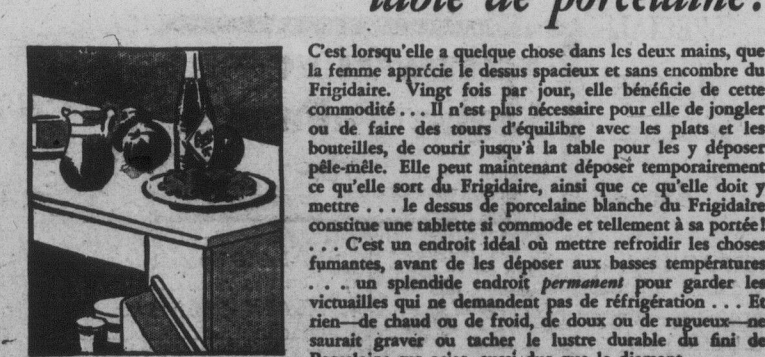 table de porcelaine!
C'est lorsqu'elle a quelque chose dans les deux mains, que
la femme apprécie le dessus spacieux et sans encombre du
Frigidaire. Vingt fois par jour, elle bénéficie de cette
commodité . . . Il n'est plus nécessaire pour elle de jongler
ou de faire des tours d'équilibre avec les plats et les
bouteilles, de courir jusqu'à la table pour les y déposer
pêle-mêle. Elle peut maintenant déposer temporairement
ce qu'elle sort du Frigidaire, ainsi que ce qu'elle doit y
mettre . . . le dessus de porcelaine blanche du Frigidaire
constitue une tablette si commode et tellement à sa portée!
. . . C'est un endroit idéal où mettre refroidir les choses
fumantes, avant de les déposer aux basses températures
. . . un splendide endroit permanent pour garder les
victuailles qui ne demandent pas de réfrigération . . . Et
rien—de chaud ou de froid, de doux ou de rugueux—ne
saurait graver ou tacher le lustre durable du fini de